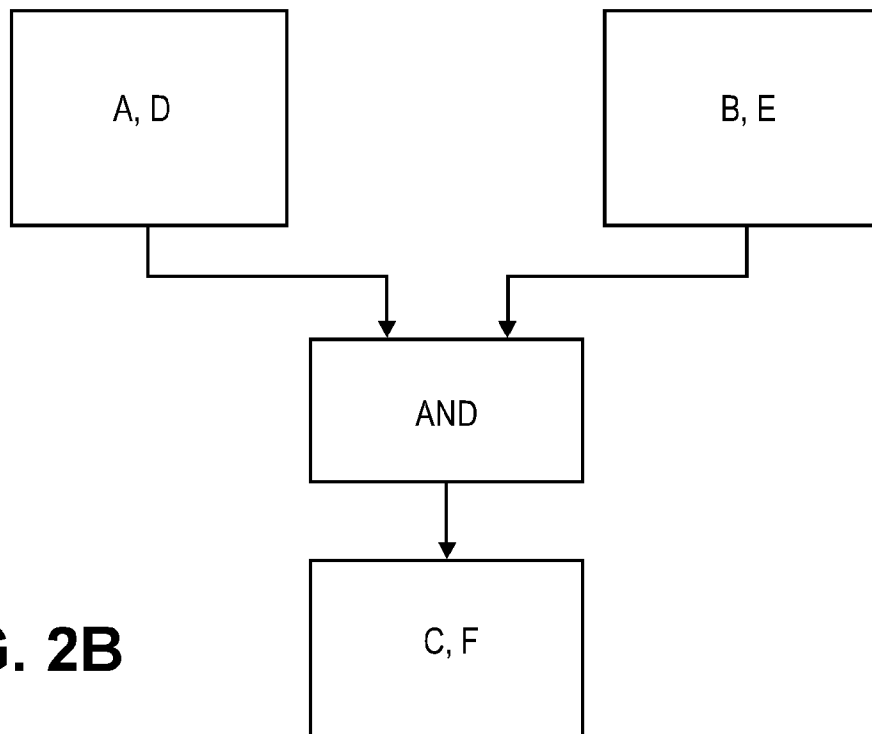 A, D
B, E
AND
C, F
G. 2B